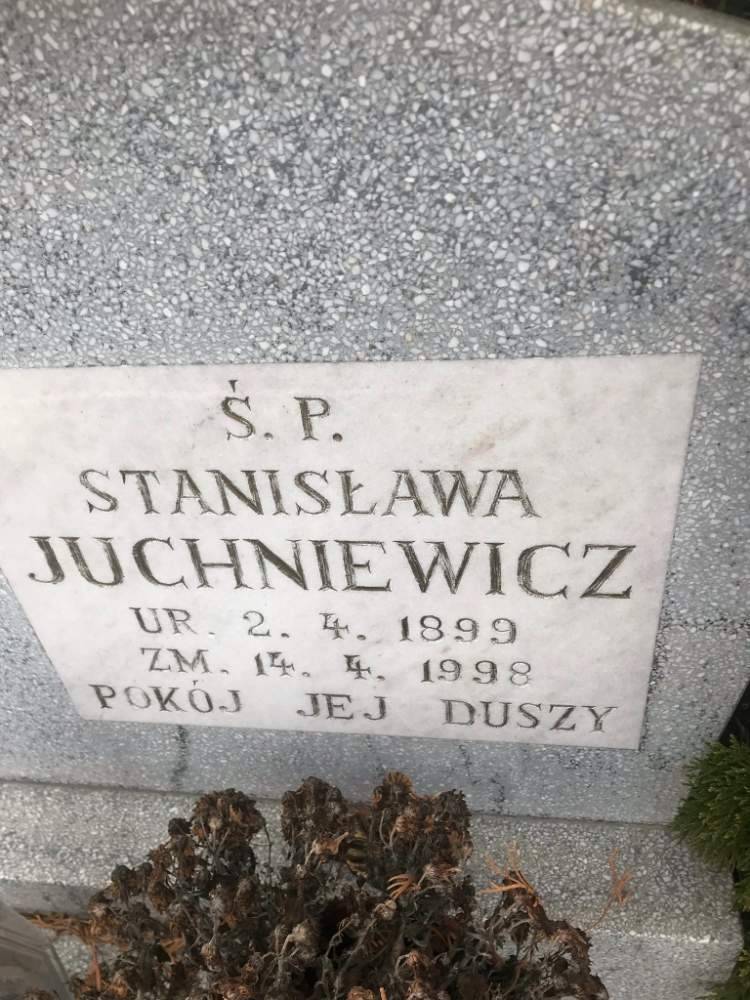 Ś. P.
STANISŁAWA
JUCHNIEWICZ
UR. 2. 4. 1899
ZM. 14. 4. 1998
POKÓJ JEJ DUSZY